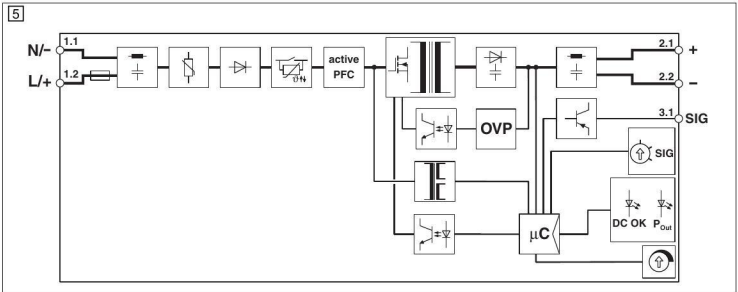 5
N/– 1.1
L/+ 1.2
active
PFC
2.1 +
2.2 –
3.1 SIG
OVP
SIG
ϑ
DC OK P Out
µC